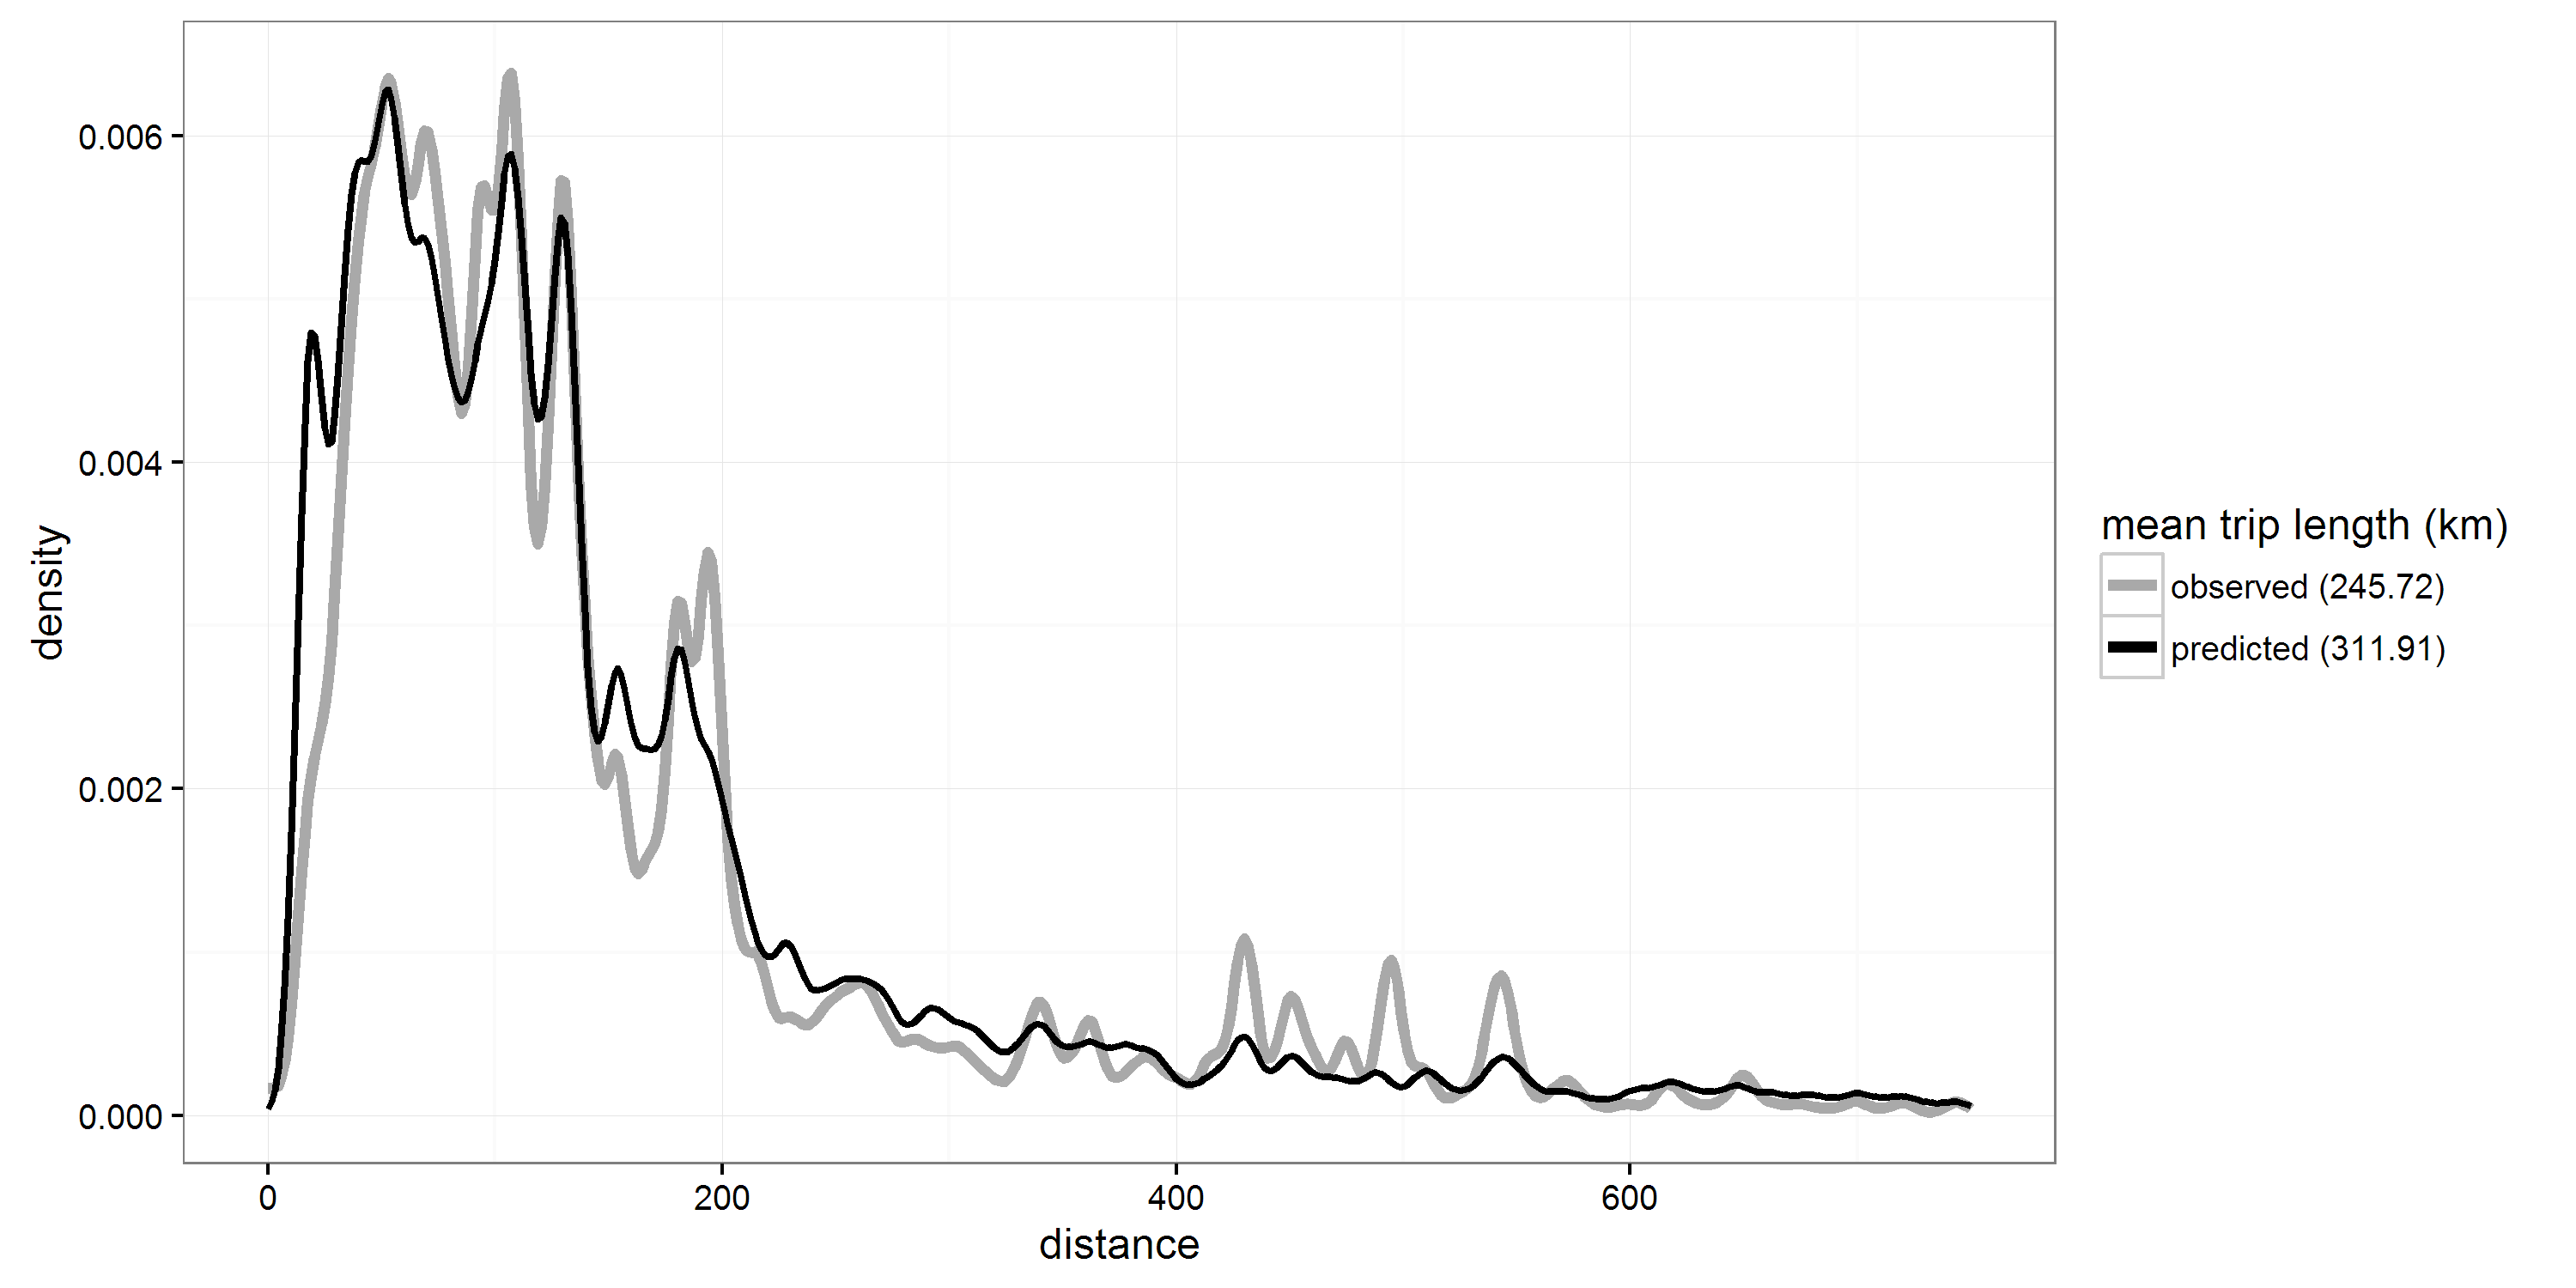 0.006
0.004
0.002
0.000
density
0
200
400
600
distance
mean trip length (km)
observed (245.72)
predicted (311.91)